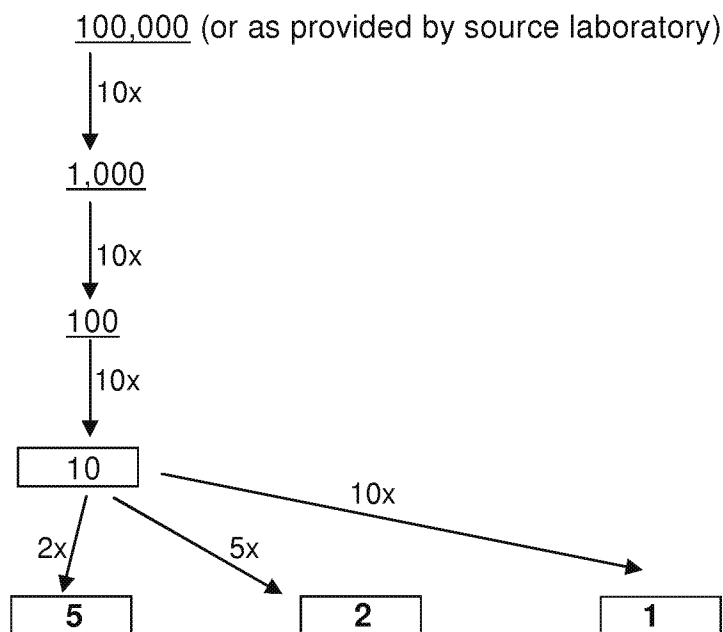 100,000 (or as provided by source laboratory)
10x
1,000
10x
100
10x
10
10x
2x
5x
5
2
1